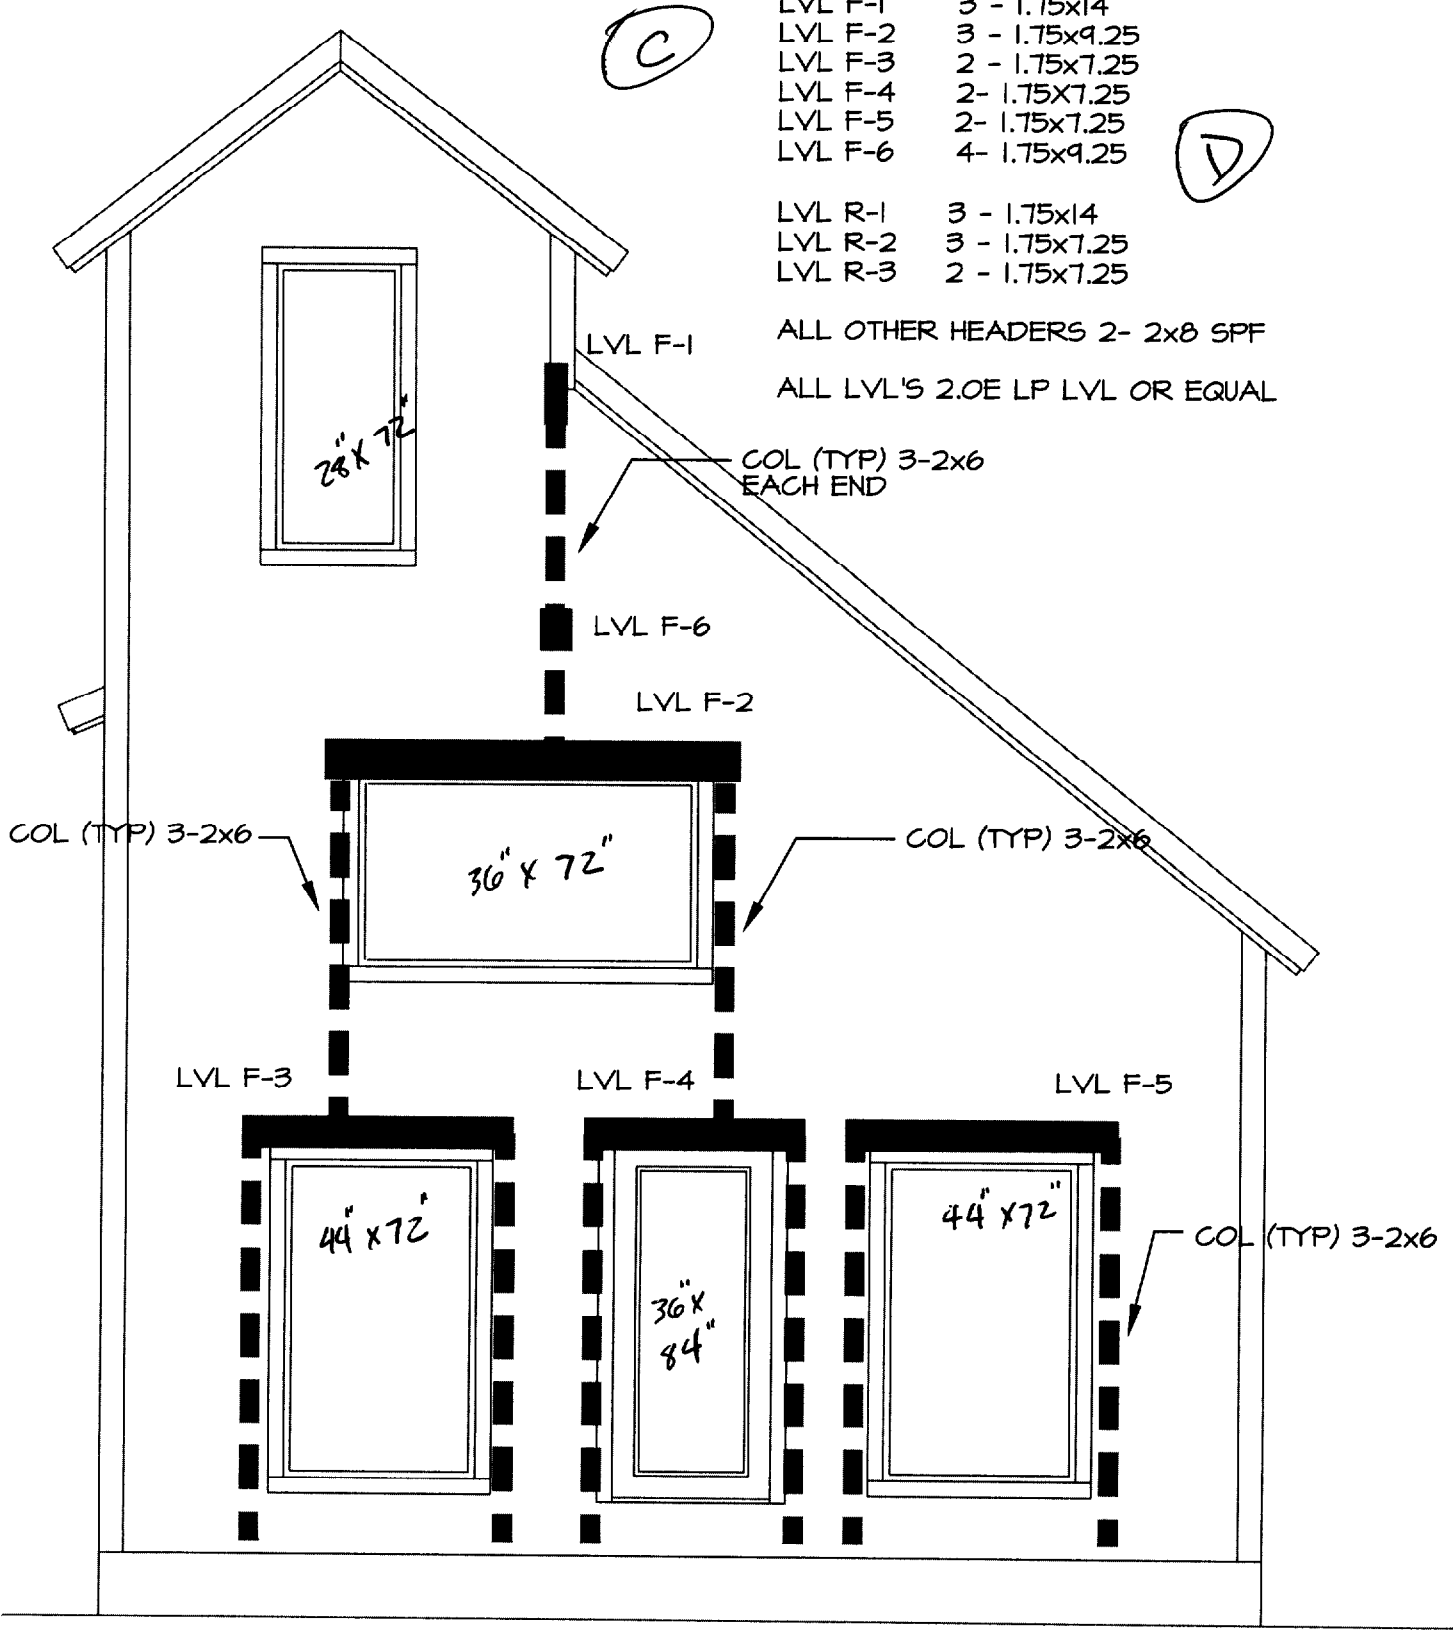 C
LVL F-1 3 - 1.75x14
LVL F-2 3 - 1.75x9.25
LVL F-3 2 - 1.75x7.25
LVL F-4 2- 1.75X7.25
LVL F-5 2- 1.75x7.25
LVL F-6 4- 1.75x9.25
D
LVL R-1 3 - 1.75x14
LVL R-2 3 - 1.75x7.25
LVL R-3 2 - 1.75x7.25
ALL OTHER HEADERS 2- 2x8 SPF
ALL LVL'S 2.0E LP LVL OR EQUAL
LVL F-1
28" X 72"
COL (TYP) 3-2x6
EACH END
LVL F-6
LVL F-2
COL (TYP) 3-2x6
36" X 72"
COL (TYP) 3-2x6
LVL F-3
LVL F-4
LVL F-5
44" X 72"
36" X
84"
44" X 72"
COL (TYP) 3-2x6